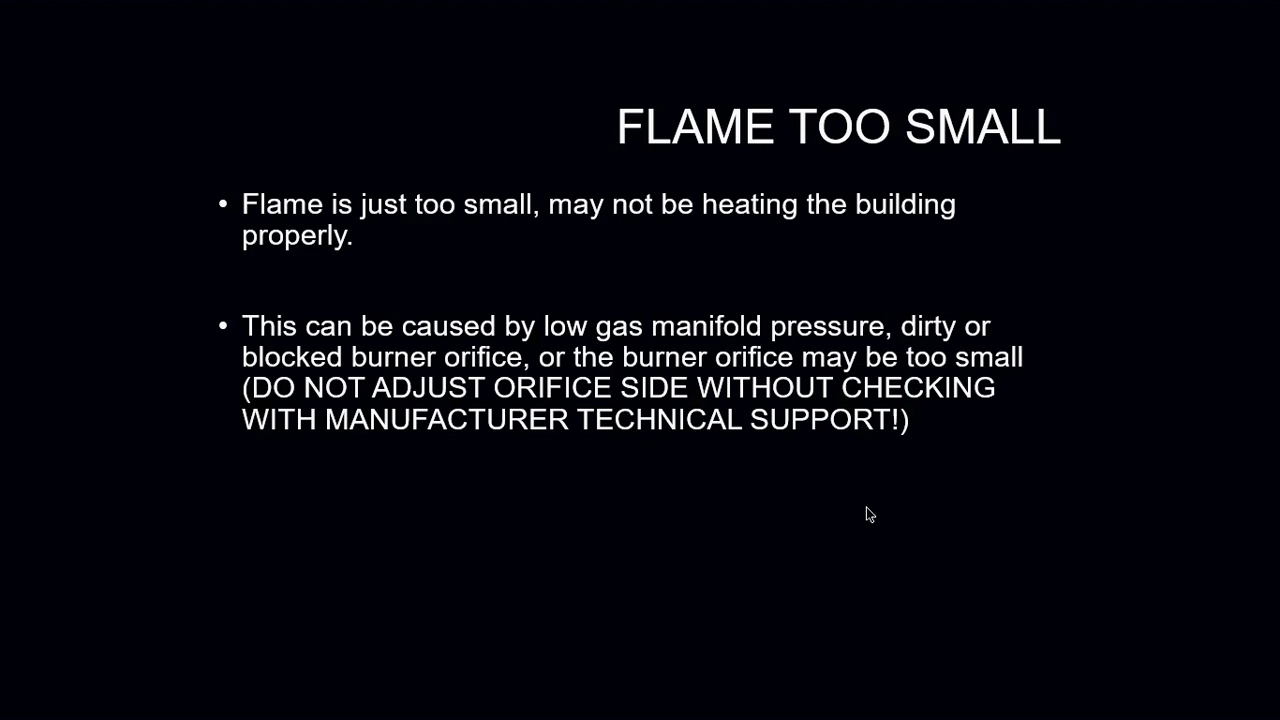 FLAME TOO SMALL
• Flame is just too small, may not be heating the building
properly.
• This can be caused by low gas manifold pressure, dirty or
blocked burner orifice, or the burner orifice may be too small
(DO NOT ADJUST ORIFICE SIDE WITHOUT CHECKING
WITH MANUFACTURER TECHNICAL SUPPORT!)